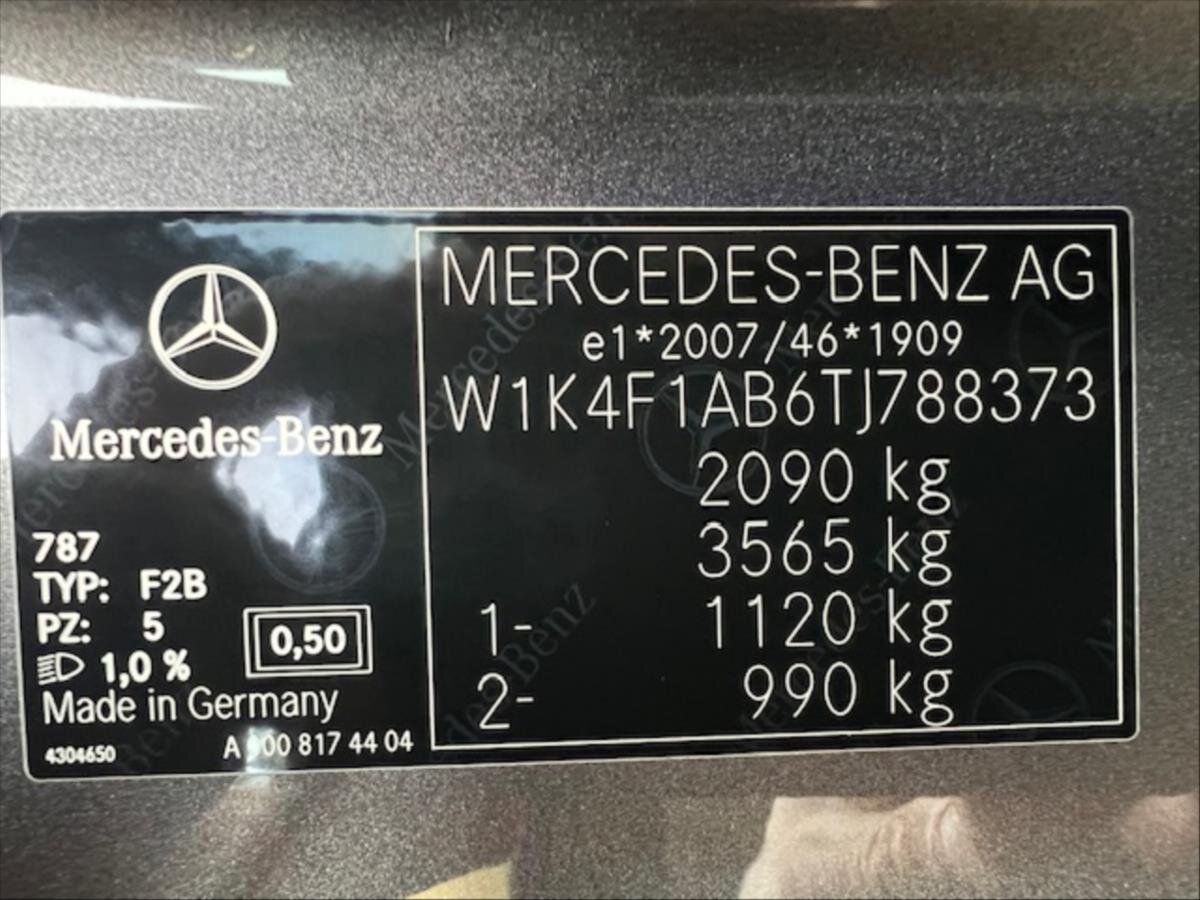 Mercedes-Benz
787
TYP: F2B
PZ: 5
1,0 % 0,50
Made in Germany
4304650 A 00 817 44 04
MERCEDES-BENZ AG
e1*2007/46*1909
W1K4F1AB6TJ788373
2090 kg
3565 kg
1- 1120 kg
2- 990 kg